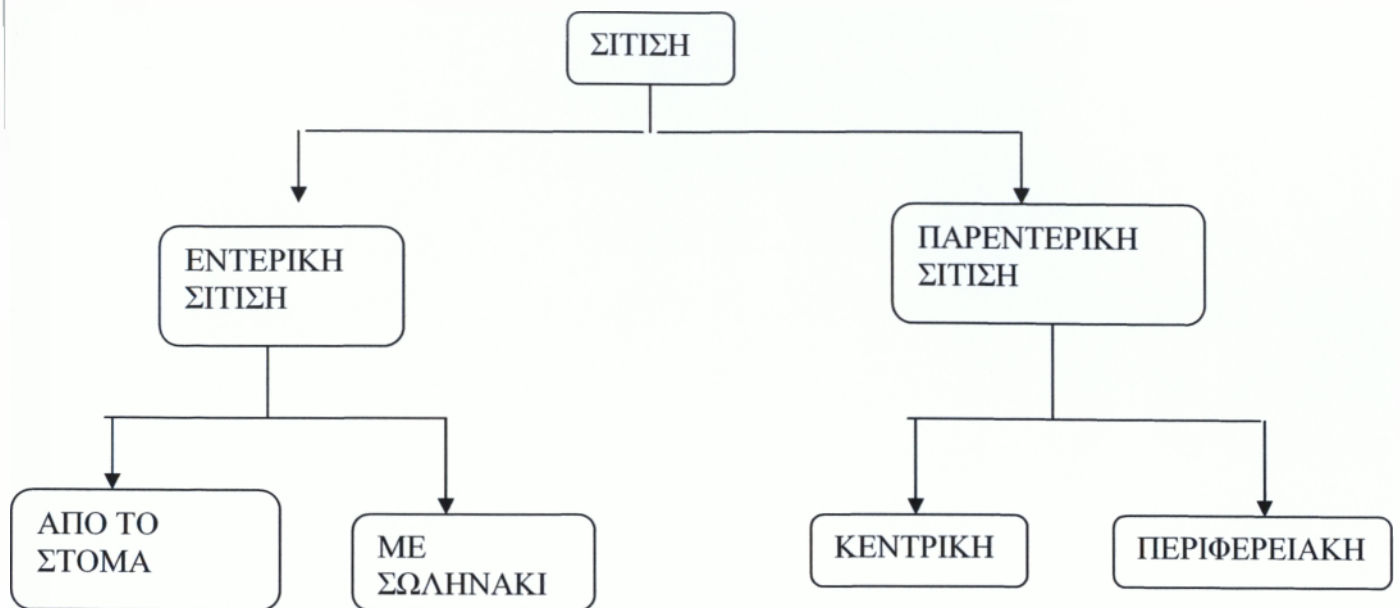 ΣΙΤΙΣΗ
ΕΝΤΕΡΙΚΗ
ΣΙΤΙΣΗ
ΠΑΡΕΝΤΕΡΙΚΗ
ΣΙΤΙΣΗ
ΑΠΟ ΤΟ
ΣΤΟΜΑ
ΜΕ
ΣΩΛΗΝΑΚΙ
ΚΕΝΤΡΙΚΗ
ΠΕΡΙΦΕΡΕΙΑΚΗ